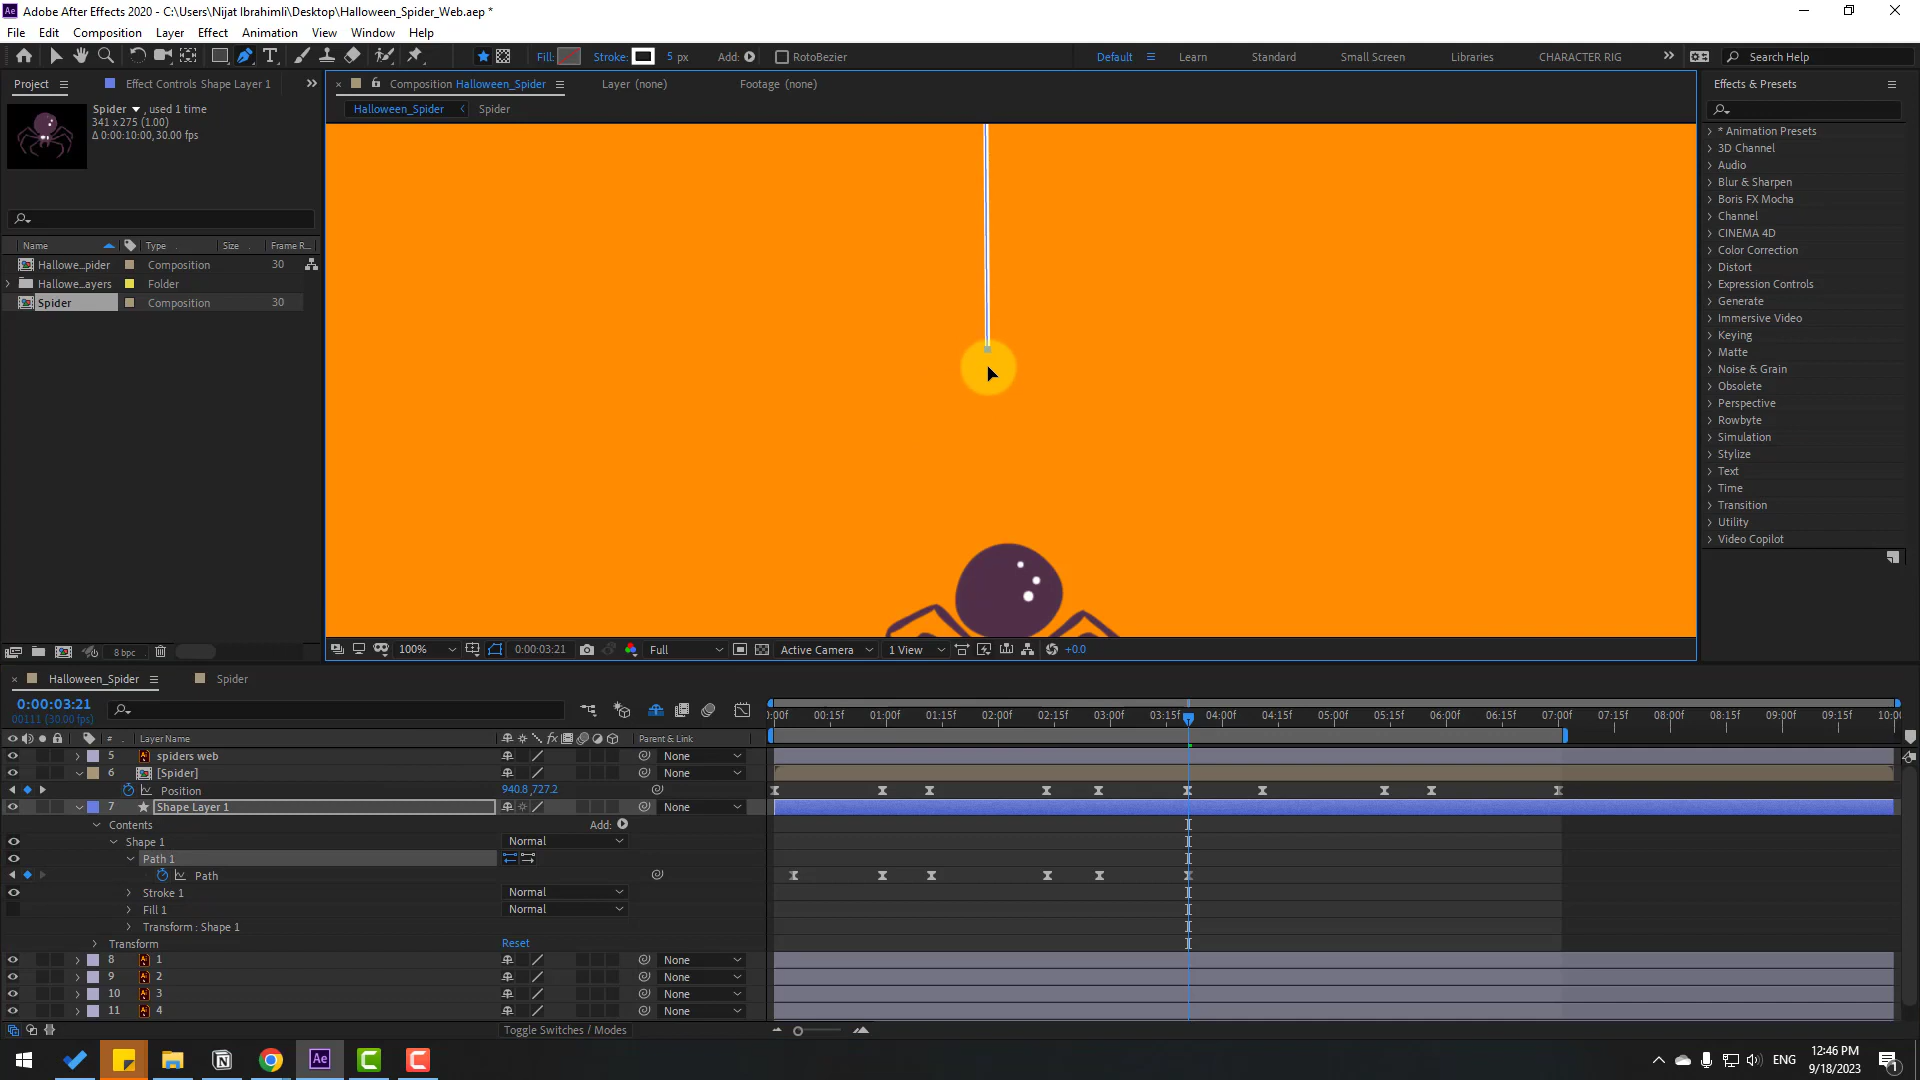 Adobe After Effects 2020 - C:\Users\Nijat Ibrahimli\Desktop\Halloween_Spider_Web.aep *
File Edit Composition Layer Effect Animation View Window Help
Fill: Stroke: 5 px Add: RotoBezier Default Learn Standard Small Screen Libraries CHARACTER RIG Search Help
Project Effect Controls Shape Layer 1 Composition Halloween_Spider Layer (none) Footage (none) Effects & Presets
Halloween_Spider Spider
Spider , used 1 time
341 x 275 (1.00)
Δ 0:00:10:00, 30.00 fps
Name Type Size Frame R...
Hallowe...pider Composition 30
Hallowe...ayers Folder
Spider Composition 30
* Animation Presets
3D Channel
Audio
Blur & Sharpen
Boris FX Mocha
Channel
CINEMA 4D
Color Correction
Distort
Expression Controls
Generate
Immersive Video
Keying
Matte
Noise & Grain
Obsolete
Perspective
Rowbyte
Simulation
Stylize
Text
Time
Transition
Utility
Video Copilot
8 bpc 100% 0:00:03:21 Full Active Camera 1 View +0.0
Halloween_Spider Spider
0:00:03:21
00111 (30.00 fps)
:00f 00:15f 01:00f 01:15f 02:00f 02:15f 03:00f 03:15f 04:00f 04:15f 05:00f 05:15f 06:00f 06:15f 07:00f 07:15f 08:00f 08:15f 09:00f 09:15f 10:00
# Layer Name Parent & Link
5 spiders web None
6 [Spider] None
Position 940.8,727.2
7 Shape Layer 1 None
Contents Add:
Shape 1 Normal
Path 1
Path
Stroke 1 Normal
Fill 1 Normal
Transform : Shape 1
Transform Reset
8 Ai 1 None
9 Ai 2 None
10 Ai 3 None
11 Ai 4 None
Toggle Switches / Modes
Ae ENG 12:46 PM
9/18/2023 1